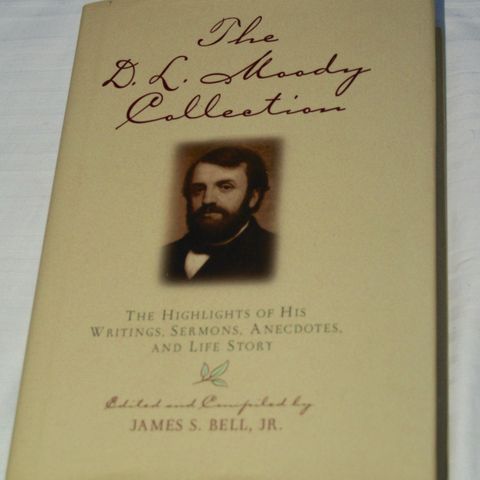 The
D. L. Moody
Collection
The Highlights of His
Writings, Sermons, Anecdotes,
and Life Story
Edited and Compiled by
JAMES S. BELL, JR.